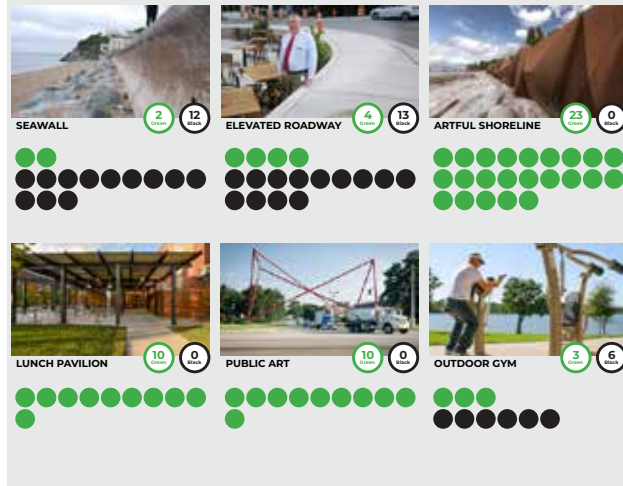 SEAWALL
2 Green
12 Black
ELEVATED ROADWAY
4 Green
13 Black
ARTFUL SHORELINE
23 Green
0 Black
LUNCH PAVILION
10 Green
0 Black
PUBLIC ART
10 Green
0 Black
OUTDOOR GYM
3 Green
6 Black